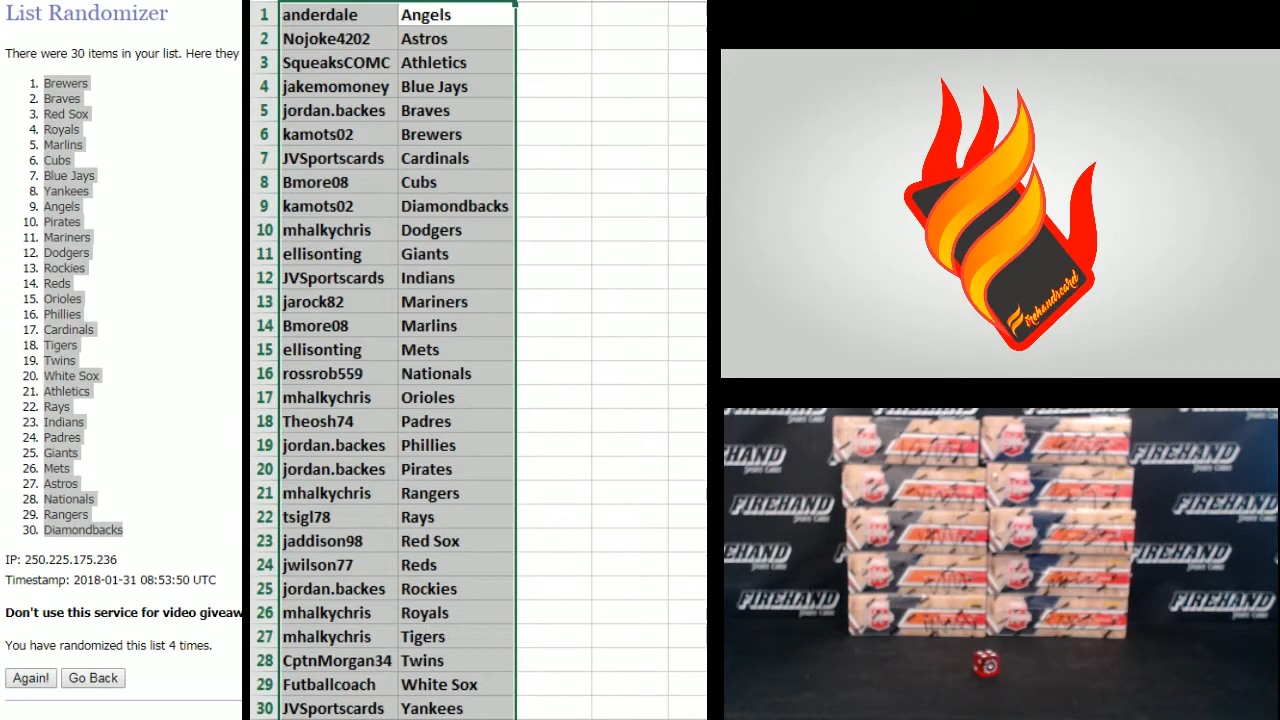 List Randomizer
There were 30 items in your list. Here they
1. Brewers
2. Braves
3. Red Sox
4. Royals
5. Marlins
6. Cubs
7. Blue Jays
8. Yankees
9. Angels
10. Pirates
11. Mariners
12. Dodgers
13. Rockies
14. Reds
15. Orioles
16. Phillies
17. Cardinals
18. Tigers
19. Twins
20. White Sox
21. Athletics
22. Rays
23. Indians
24. Padres
25. Giants
26. Mets
27. Astros
28. Nationals
29. Rangers
30. Diamondbacks
IP: 250.225.175.236
Timestamp: 2018-01-31 08:53:50 UTC
Don't use this service for video giveaw
You have randomized this list 4 times.
Again! Go Back
1 anderdale Angels
2 Nojoke4202 Astros
3 SqueaksCOMC Athletics
4 jakemomoney Blue Jays
5 jordan.backes Braves
6 kamots02 Brewers
7 JVSportscards Cardinals
8 Bmore08 Cubs
9 kamots02 Diamondbacks
10 mhalkychris Dodgers
11 ellisonting Giants
12 JVSportscards Indians
13 jarock82 Mariners
14 Bmore08 Marlins
15 ellisonting Mets
16 rossrob559 Nationals
17 mhalkychris Orioles
18 Theosh74 Padres
19 jordan.backes Phillies
20 jordan.backes Pirates
21 mhalkychris Rangers
22 tsigl78 Rays
23 jaddison98 Red Sox
24 jwilson77 Reds
25 jordan.backes Rockies
26 mhalkychris Royals
27 mhalkychris Tigers
28 CptnMorgan34 Twins
29 Futballcoach White Sox
30 JVSportscards Yankees
Firehandscard
FIREHAND
FIREHAND
FIREHAND
FIREHAND
FIREHAND
FIREHAND